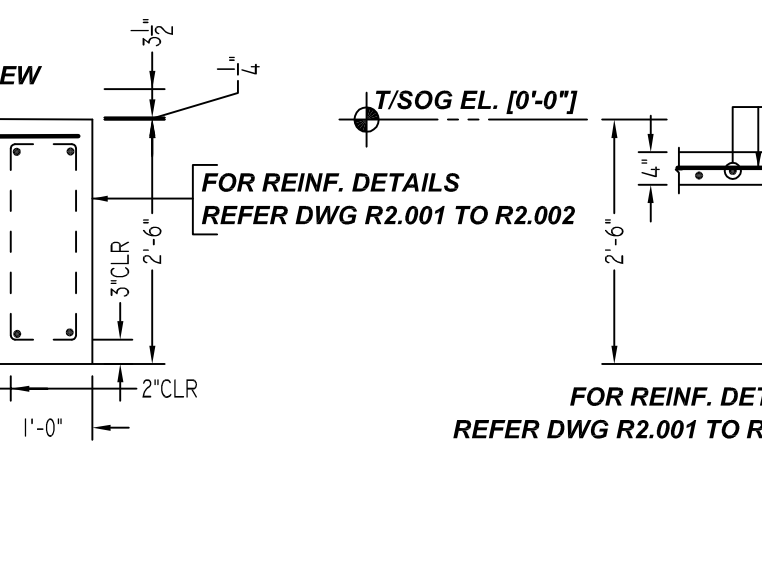 EW
3 1/2"
1/4"
T/SOG EL. [0'-0"]
4"
FOR REINF. DETAILS
REFER DWG R2.001 TO R2.002
3"CLR
2'-6"
2'-6"
2"CLR
1'-0"
FOR REINF. DET
REFER DWG R2.001 TO R